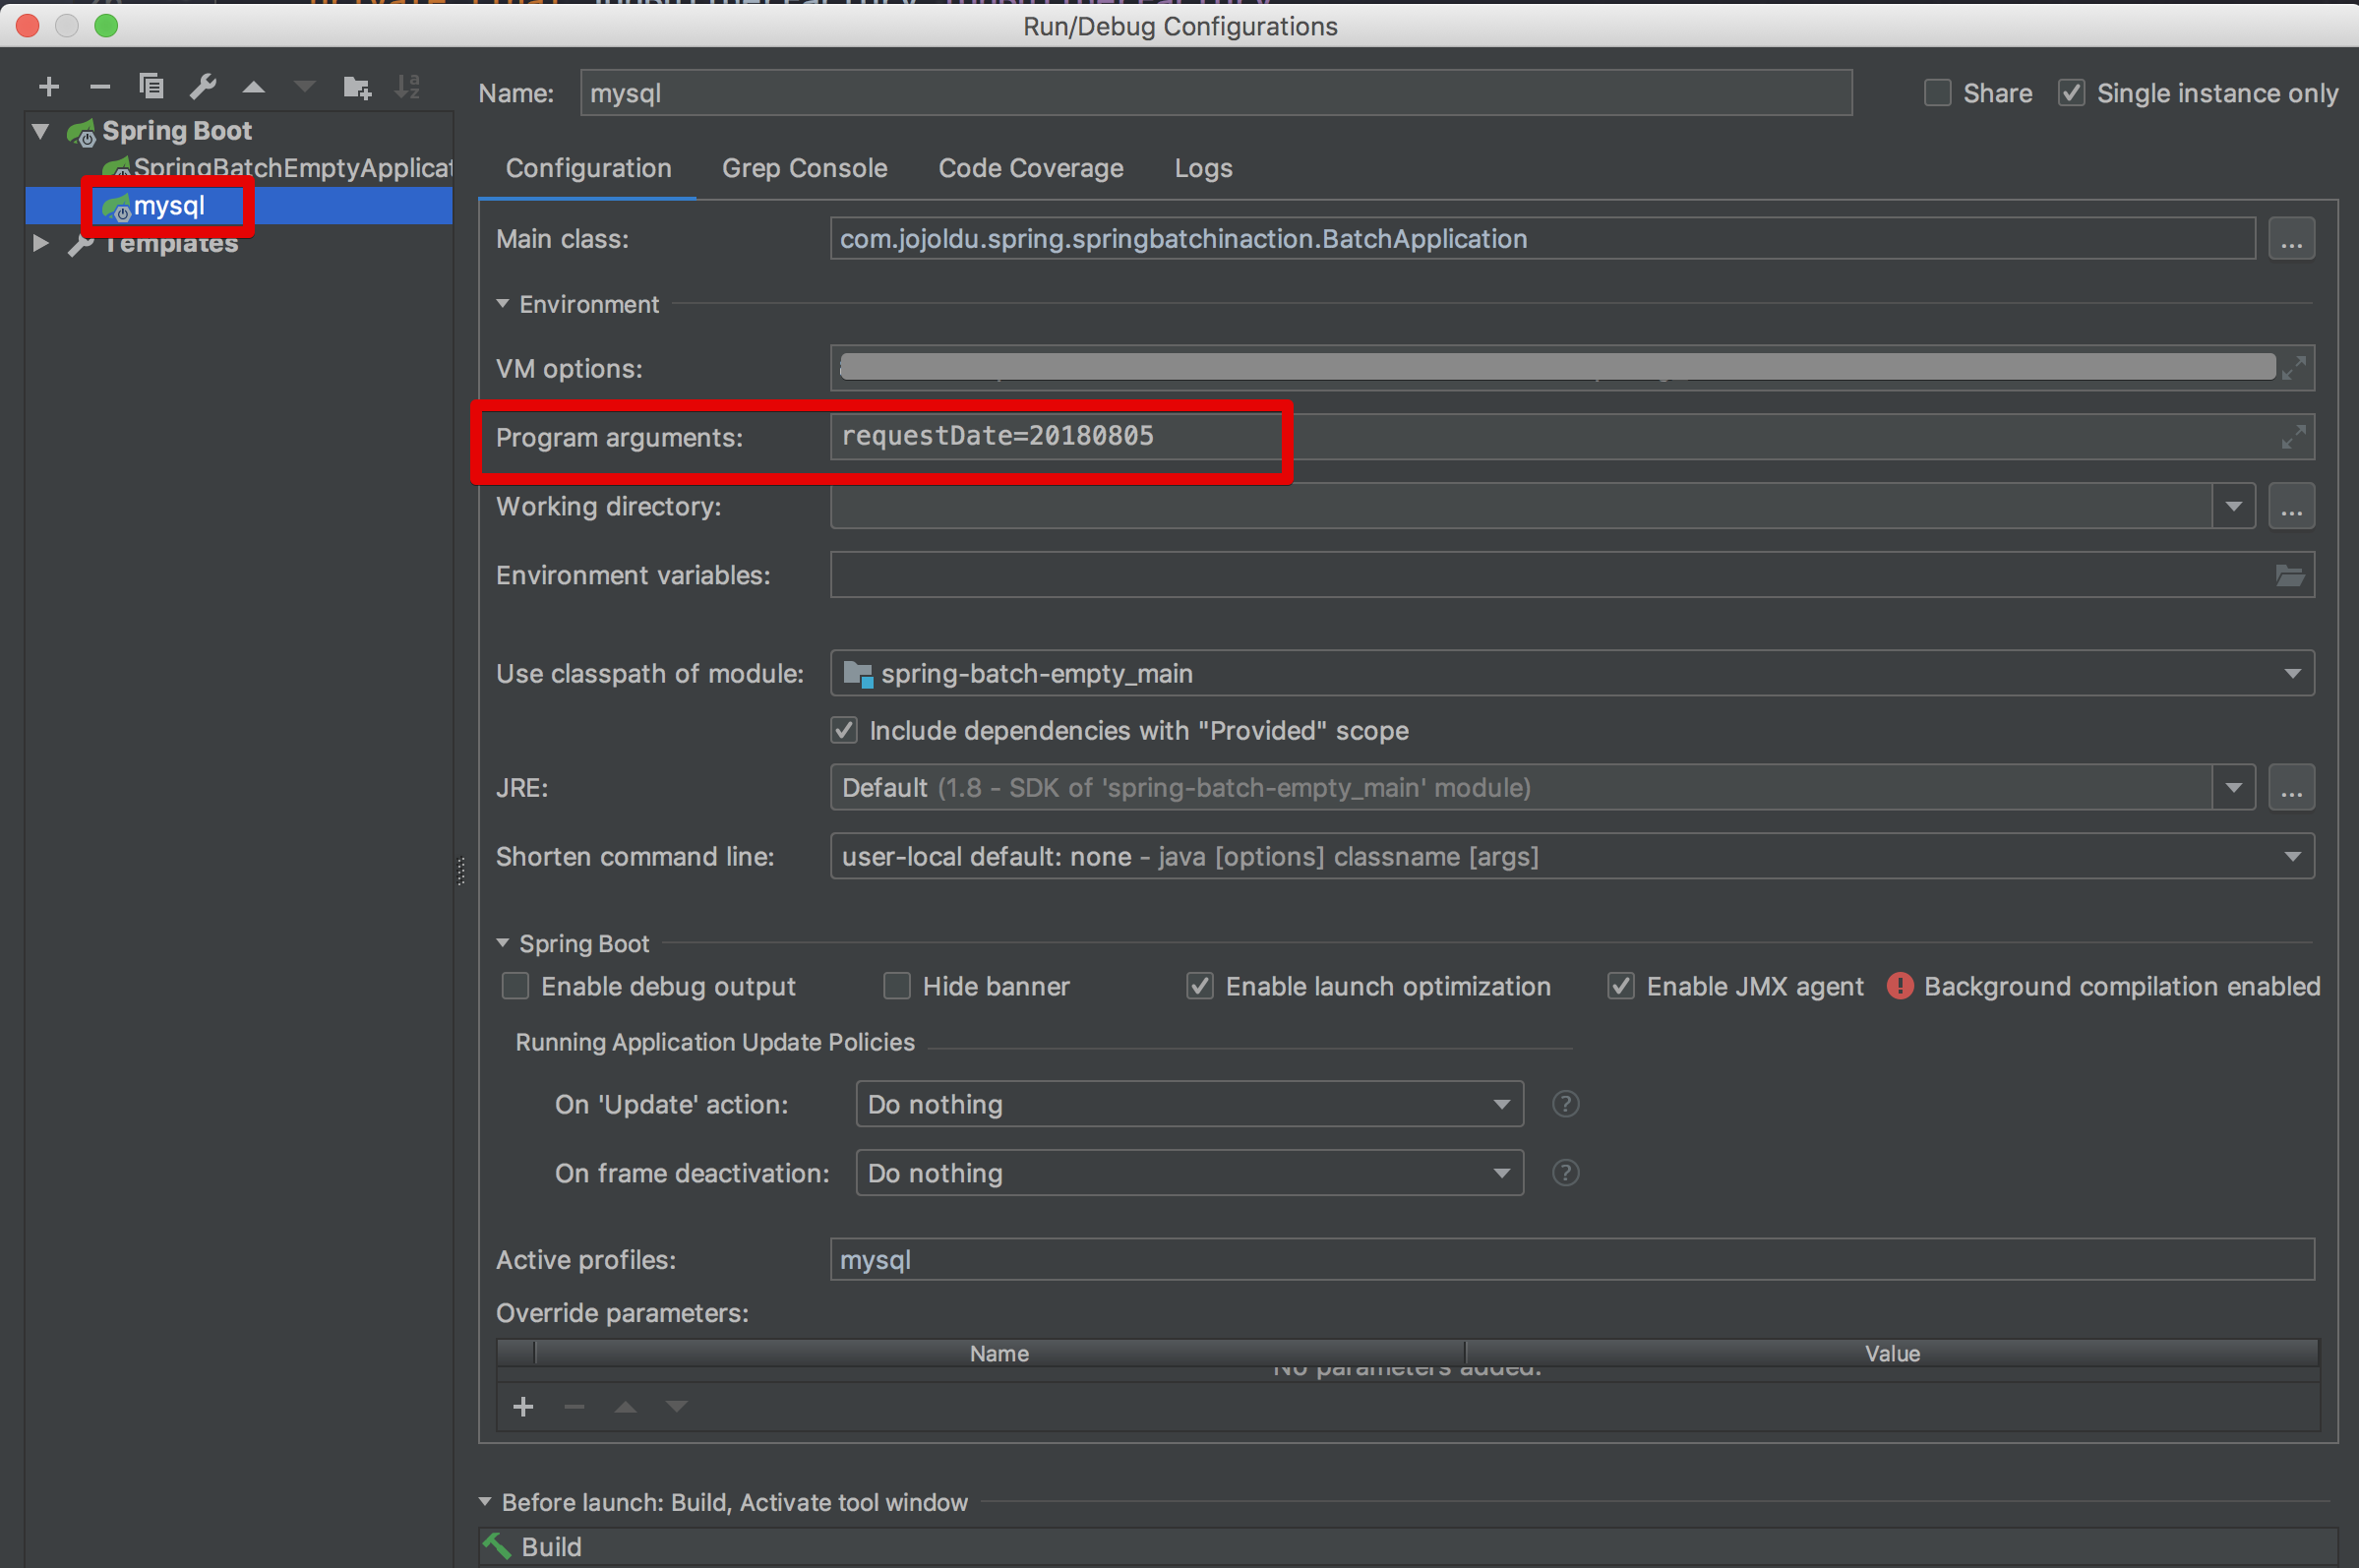 Run/Debug Configurations
Name: mysql
Share
Single instance only
Spring Boot
SpringBatchEmptyApplicat
mysql
Templates
Configuration
Grep Console
Code Coverage
Logs
Main class: com.jojoldu.spring.springbatchinaction.BatchApplication ...
Environment
VM options:
Program arguments: requestDate=20180805
Working directory: ...
Environment variables:
Use classpath of module: spring-batch-empty_main
Include dependencies with "Provided" scope
JRE: Default (1.8 - SDK of 'spring-batch-empty_main' module) ...
Shorten command line: user-local default: none - java [options] classname [args]
Spring Boot
Enable debug output
Hide banner
Enable launch optimization
Enable JMX agent
Background compilation enabled
Running Application Update Policies
On 'Update' action: Do nothing ?
On frame deactivation: Do nothing ?
Active profiles: mysql
Override parameters:
Name
Value
No parameters added.
Before launch: Build, Activate tool window
Build